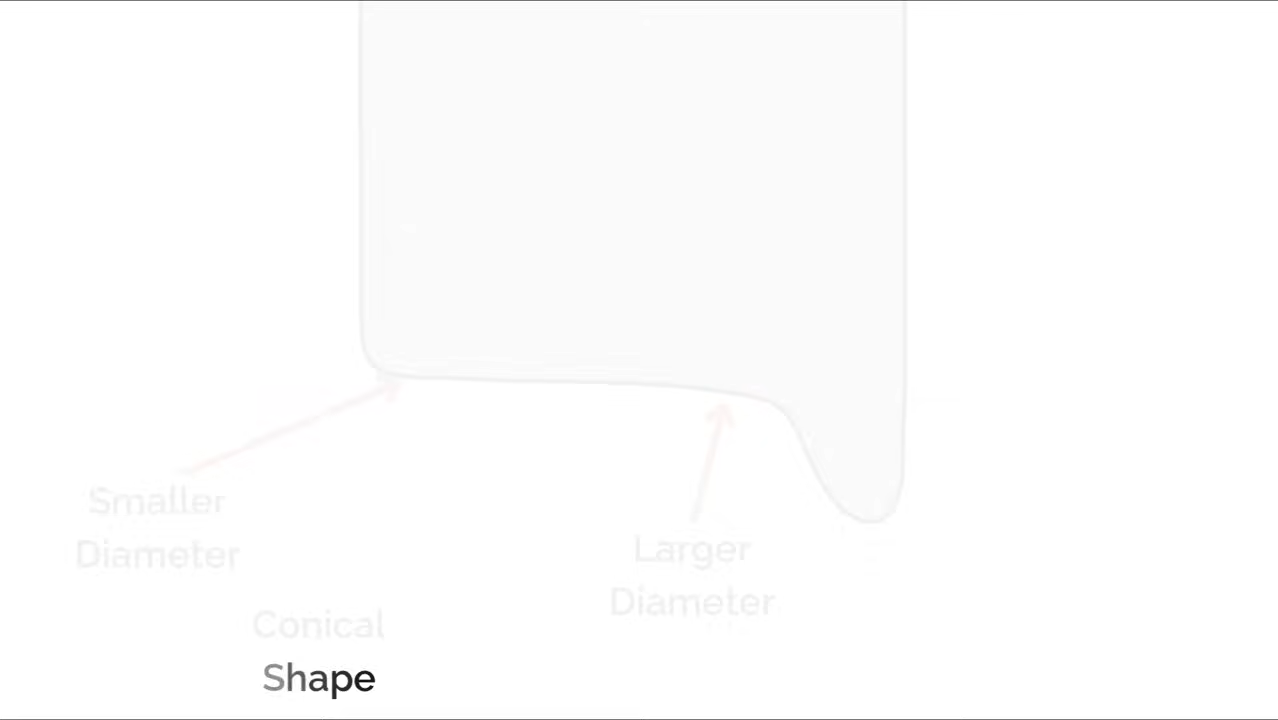 Smaller
Diameter
Larger
Diameter
Conical
Shape